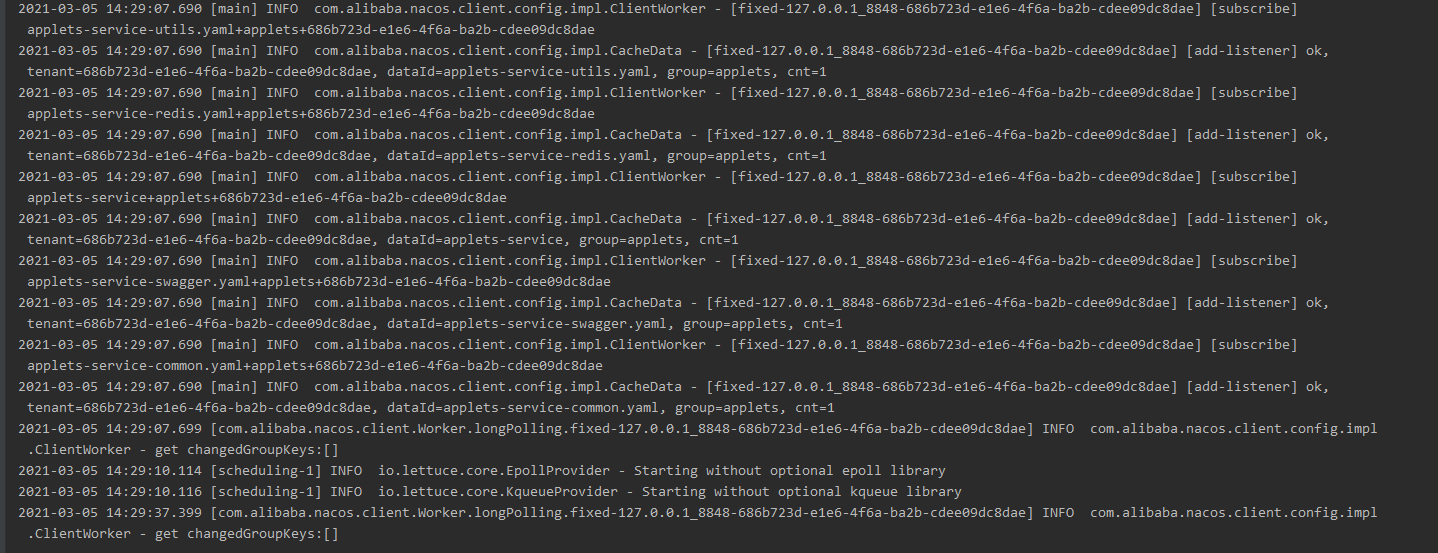 2021-03-05 14:29:07.690 [main] INFO  com.alibaba.nacos.client.config.impl.ClientWorker - [fixed-127.0.0.1_8848-686b723d-e1e6-4f6a-ba2b-cdee09dc8dae] [subscribe]
applets-service-utils.yaml+applets+686b723d-e1e6-4f6a-ba2b-cdee09dc8dae
2021-03-05 14:29:07.690 [main] INFO  com.alibaba.nacos.client.config.impl.CacheData - [fixed-127.0.0.1_8848-686b723d-e1e6-4f6a-ba2b-cdee09dc8dae] [add-listener] ok,
tenant=686b723d-e1e6-4f6a-ba2b-cdee09dc8dae, dataId=applets-service-utils.yaml, group=applets, cnt=1
2021-03-05 14:29:07.690 [main] INFO  com.alibaba.nacos.client.config.impl.ClientWorker - [fixed-127.0.0.1_8848-686b723d-e1e6-4f6a-ba2b-cdee09dc8dae] [subscribe]
applets-service-redis.yaml+applets+686b723d-e1e6-4f6a-ba2b-cdee09dc8dae
2021-03-05 14:29:07.690 [main] INFO  com.alibaba.nacos.client.config.impl.CacheData - [fixed-127.0.0.1_8848-686b723d-e1e6-4f6a-ba2b-cdee09dc8dae] [add-listener] ok,
tenant=686b723d-e1e6-4f6a-ba2b-cdee09dc8dae, dataId=applets-service-redis.yaml, group=applets, cnt=1
2021-03-05 14:29:07.690 [main] INFO  com.alibaba.nacos.client.config.impl.ClientWorker - [fixed-127.0.0.1_8848-686b723d-e1e6-4f6a-ba2b-cdee09dc8dae] [subscribe]
applets-service+applets+686b723d-e1e6-4f6a-ba2b-cdee09dc8dae
2021-03-05 14:29:07.690 [main] INFO  com.alibaba.nacos.client.config.impl.CacheData - [fixed-127.0.0.1_8848-686b723d-e1e6-4f6a-ba2b-cdee09dc8dae] [add-listener] ok,
tenant=686b723d-e1e6-4f6a-ba2b-cdee09dc8dae, dataId=applets-service, group=applets, cnt=1
2021-03-05 14:29:07.690 [main] INFO  com.alibaba.nacos.client.config.impl.ClientWorker - [fixed-127.0.0.1_8848-686b723d-e1e6-4f6a-ba2b-cdee09dc8dae] [subscribe]
applets-service-swagger.yaml+applets+686b723d-e1e6-4f6a-ba2b-cdee09dc8dae
2021-03-05 14:29:07.690 [main] INFO  com.alibaba.nacos.client.config.impl.CacheData - [fixed-127.0.0.1_8848-686b723d-e1e6-4f6a-ba2b-cdee09dc8dae] [add-listener] ok,
tenant=686b723d-e1e6-4f6a-ba2b-cdee09dc8dae, dataId=applets-service-swagger.yaml, group=applets, cnt=1
2021-03-05 14:29:07.690 [main] INFO  com.alibaba.nacos.client.config.impl.ClientWorker - [fixed-127.0.0.1_8848-686b723d-e1e6-4f6a-ba2b-cdee09dc8dae] [subscribe]
applets-service-common.yaml+applets+686b723d-e1e6-4f6a-ba2b-cdee09dc8dae
2021-03-05 14:29:07.690 [main] INFO  com.alibaba.nacos.client.config.impl.CacheData - [fixed-127.0.0.1_8848-686b723d-e1e6-4f6a-ba2b-cdee09dc8dae] [add-listener] ok,
tenant=686b723d-e1e6-4f6a-ba2b-cdee09dc8dae, dataId=applets-service-common.yaml, group=applets, cnt=1
2021-03-05 14:29:07.699 [com.alibaba.nacos.client.Worker.longPolling.fixed-127.0.0.1_8848-686b723d-e1e6-4f6a-ba2b-cdee09dc8dae] INFO  com.alibaba.nacos.client.config.impl
.ClientWorker - get changedGroupKeys:[]
2021-03-05 14:29:10.114 [scheduling-1] INFO  io.lettuce.core.EpollProvider - Starting without optional epoll library
2021-03-05 14:29:10.116 [scheduling-1] INFO  io.lettuce.core.KqueueProvider - Starting without optional kqueue library
2021-03-05 14:29:37.399 [com.alibaba.nacos.client.Worker.longPolling.fixed-127.0.0.1_8848-686b723d-e1e6-4f6a-ba2b-cdee09dc8dae] INFO  com.alibaba.nacos.client.config.impl
.ClientWorker - get changedGroupKeys:[]